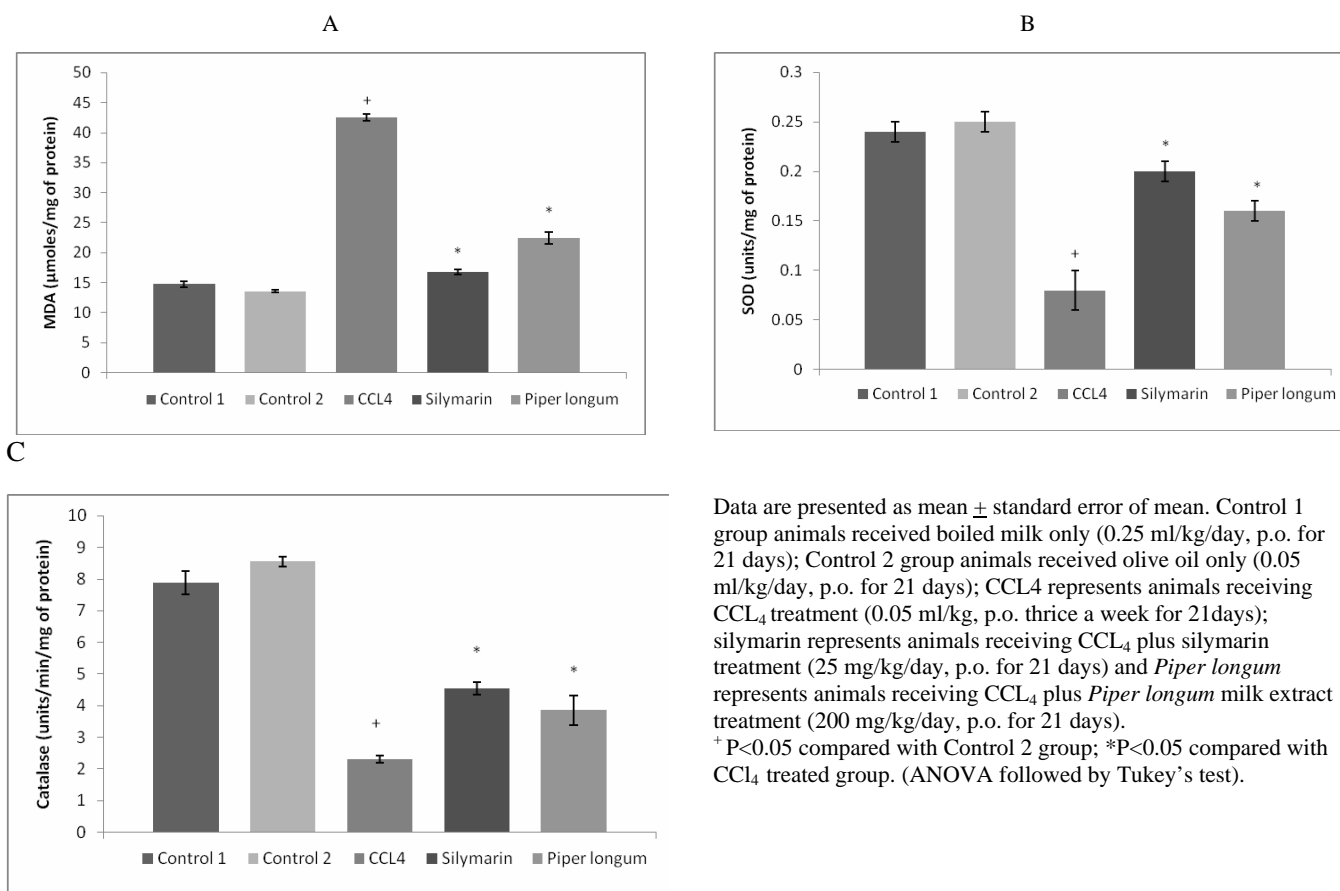 A
50
45
40
35
30
25
20
15
10
5
0
MDA (µmoles/mg of protein)
+
*
*
Control 1 Control 2 CCL4 Silymarin Piper longum
B
0.3
0.25
0.2
0.15
0.1
0.05
0
SOD (units/mg of protein)
+
*
*
Control 1 Control 2 CCL4 Silymarin Piper longum
C
10
9
8
7
6
5
4
3
2
1
0
Catalase (units/min/mg of protein)
+
*
*
Control 1 Control 2 CCL4 Silymarin Piper longum
Data are presented as mean ± standard error of mean. Control 1
group animals received boiled milk only (0.25 ml/kg/day, p.o. for
21 days); Control 2 group animals received olive oil only (0.05
ml/kg/day, p.o. for 21 days); CCL4 represents animals receiving
CCL₄ treatment (0.05 ml/kg, p.o. thrice a week for 21days);
silymarin represents animals receiving CCL₄ plus silymarin
treatment (25 mg/kg/day, p.o. for 21 days) and Piper longum
represents animals receiving CCL₄ plus Piper longum milk extract
treatment (200 mg/kg/day, p.o. for 21 days).
⁺ P<0.05 compared with Control 2 group; *P<0.05 compared with
CCl₄ treated group. (ANOVA followed by Tukey's test).